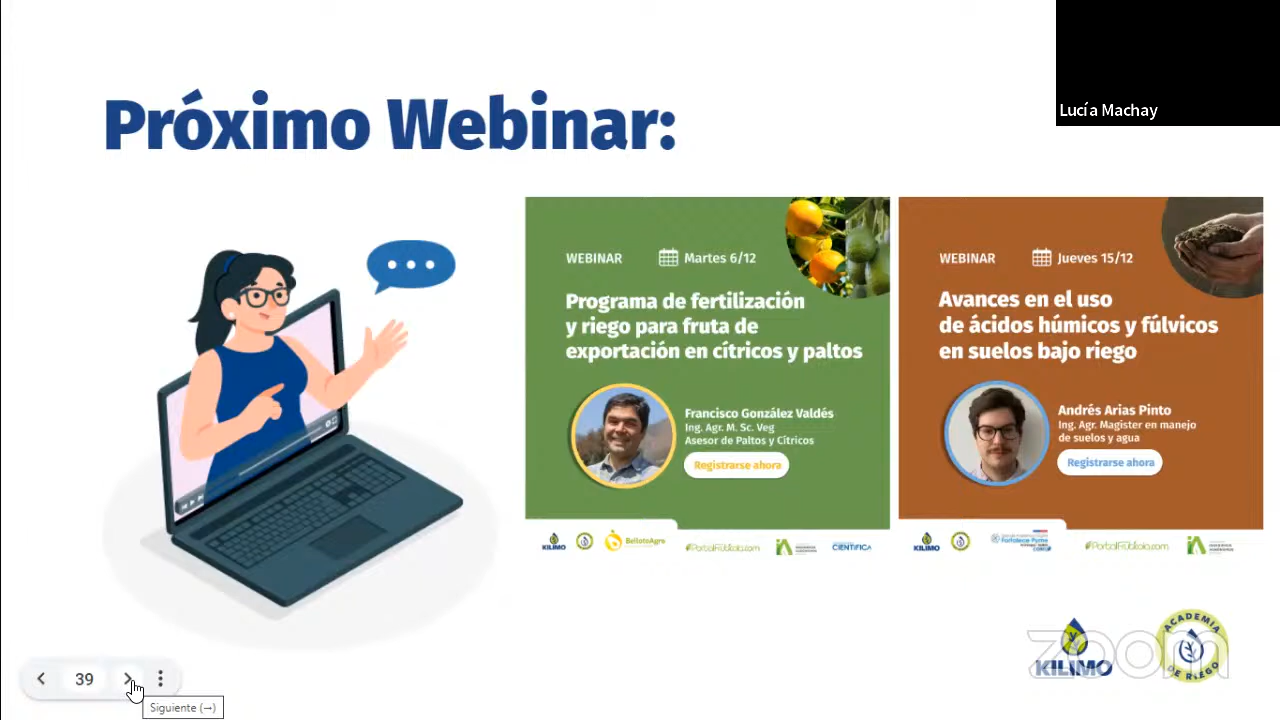 Lucía Machay
Próximo Webinar:
WEBINAR
Martes 6/12
Programa de fertilización
y riego para fruta de
exportación en cítricos y paltos
Francisco González Valdés
Ing. Agr. M. Sc. Veg
Asesor de Paltos y Cítricos
Registrarse ahora
KILIMO
BellotoAgro
PortalFruticola.com
CIENTIFICA
WEBINAR
Jueves 15/12
Avances en el uso
de ácidos húmicos y fúlvicos
en suelos bajo riego
Andrés Arias Pinto
Ing. Agr. Magister en manejo
de suelos y agua
Registrarse ahora
KILIMO
PortalFruticola.com
zoom
KILIMO
ACADEMIA
DE RIEGO
39
Siguiente (→)